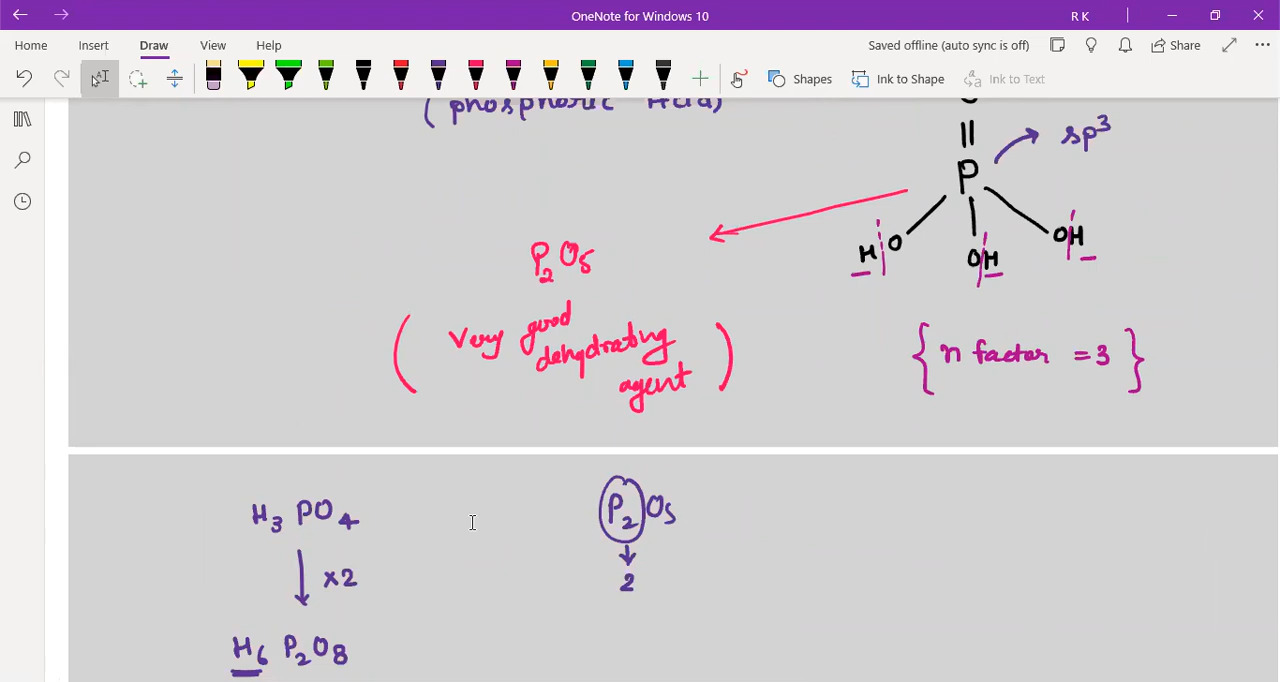 OneNote for Windows 10
R K
Home Insert Draw View Help
Saved offline (auto sync is off)
Share
Shapes
Ink to Shape
Ink to Text
(phosphoric Acid)
P
sp3
H O
OH
OH
P2O5
(Very good dehydrating agent)
{n factor = 3}
H3PO4
P2O5
×2
2
H6P2O8